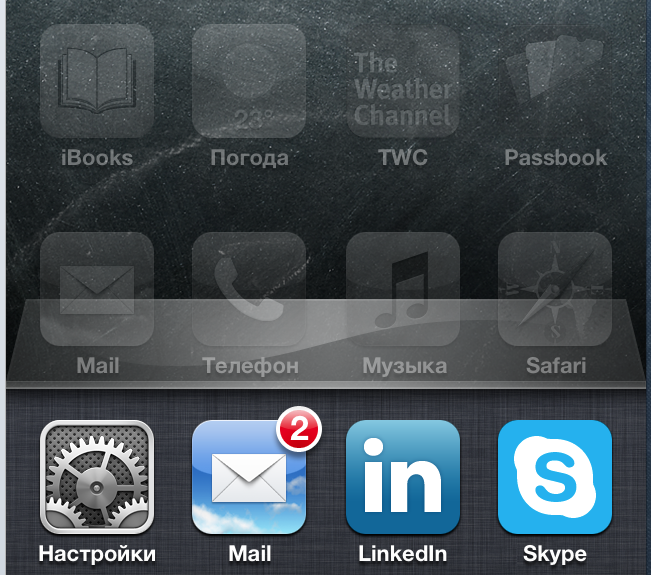 The
Weather
Channel
23°
iBooks Погода TWC Passbook
N
S
Mail Телефон Музыка Safari
2
in
S
Настройки Mail LinkedIn Skype